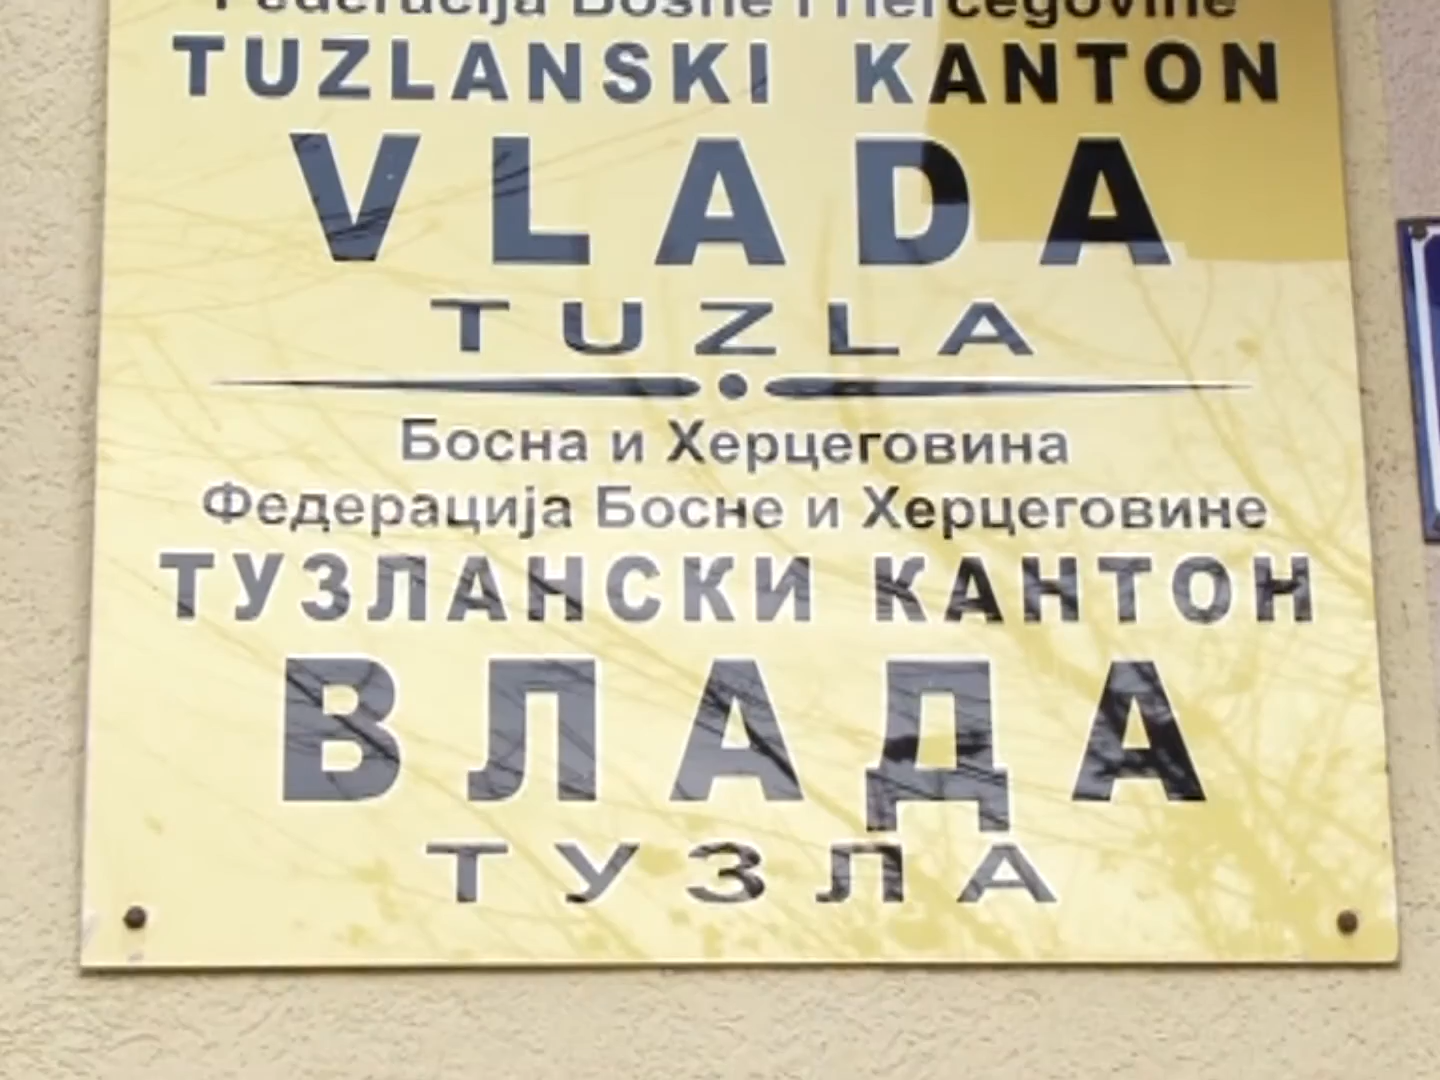 Federacija Bosne i Hercegovine
TUZLANSKI KANTON
VLADA
TUZLA
Босна и Херцеговина
Федерација Босне и Херцеговине
ТУЗЛАНСКИ КАНТОН
ВЛАДА
ТУЗЛА